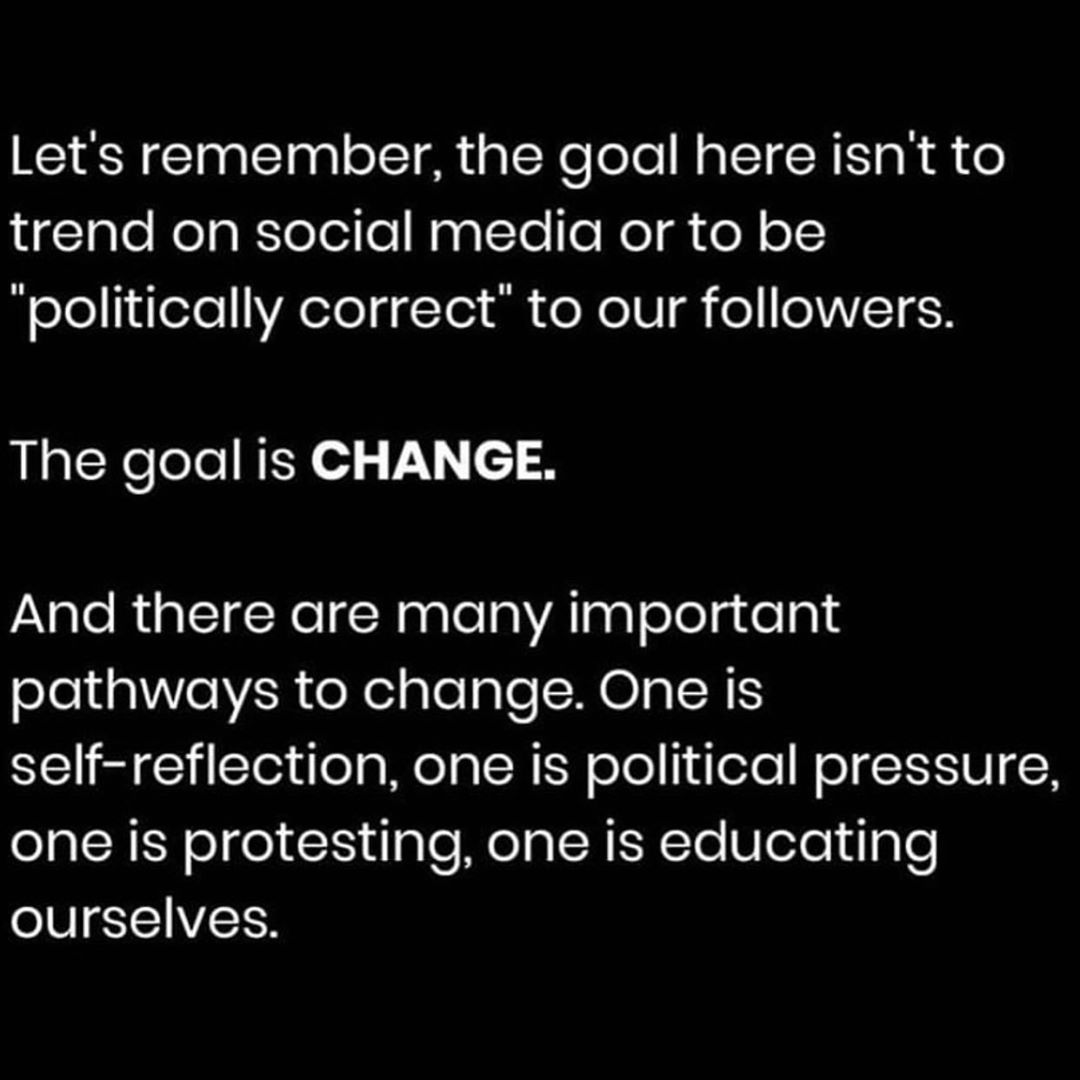 Let's remember, the goal here isn't to
trend on social media or to be
"politically correct" to our followers.
The goal is CHANGE.
And there are many important
pathways to change. One is
self-reflection, one is political pressure,
one is protesting, one is educating
ourselves.